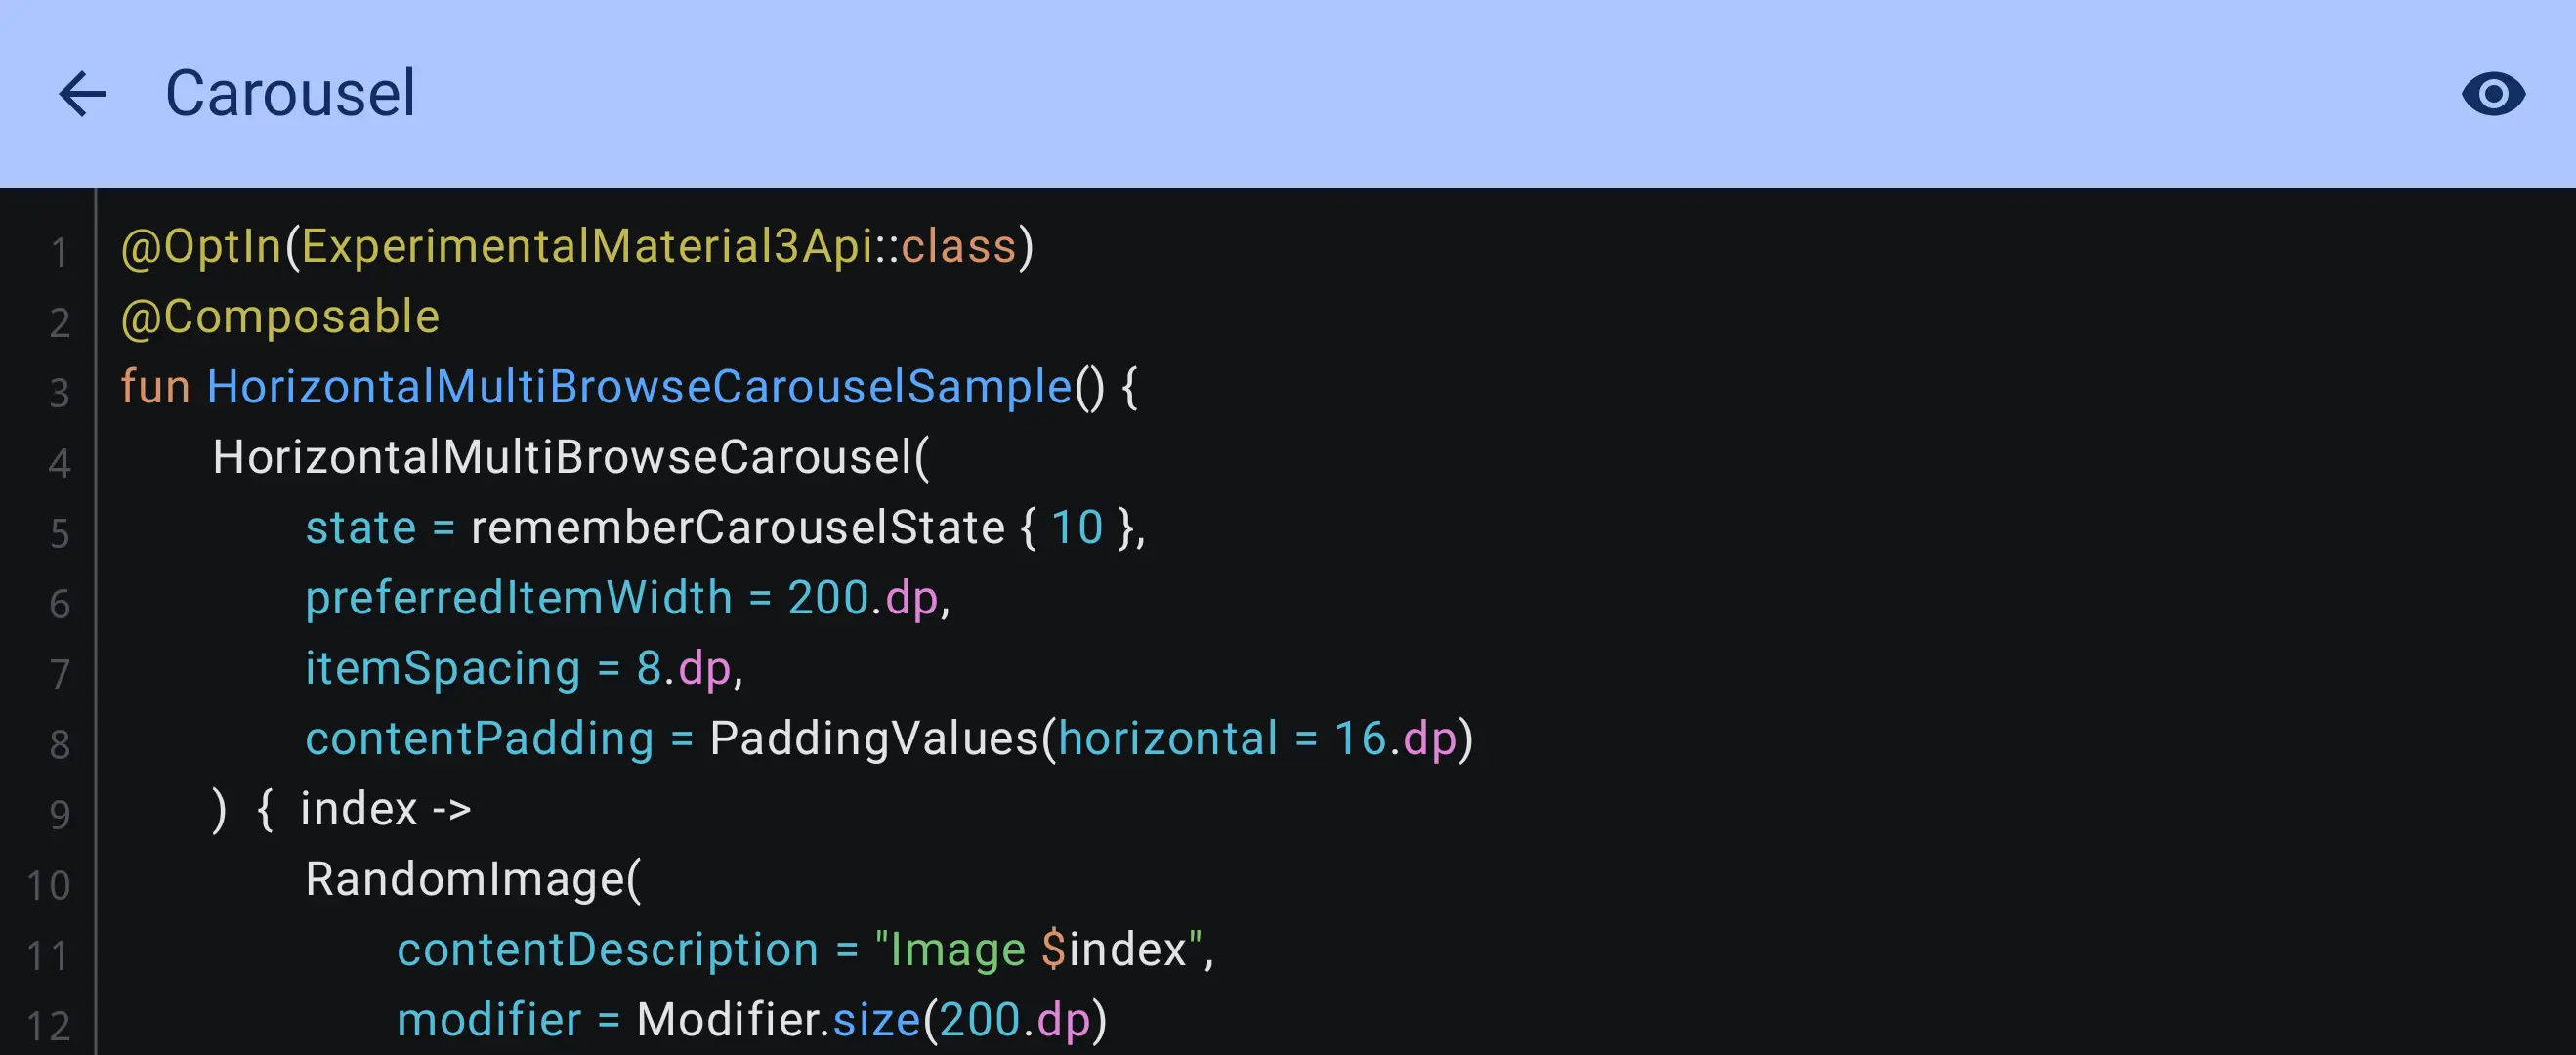 Carousel
1 @OptIn(ExperimentalMaterial3Api::class)
2 @Composable
3 fun HorizontalMultiBrowseCarouselSample() {
4 HorizontalMultiBrowseCarousel(
5 state = rememberCarouselState { 10 },
6 preferredItemWidth = 200.dp,
7 itemSpacing = 8.dp,
8 contentPadding = PaddingValues(horizontal = 16.dp)
9 ) { index ->
10 RandomImage(
11 contentDescription = "Image $index",
12 modifier = Modifier.size(200.dp)